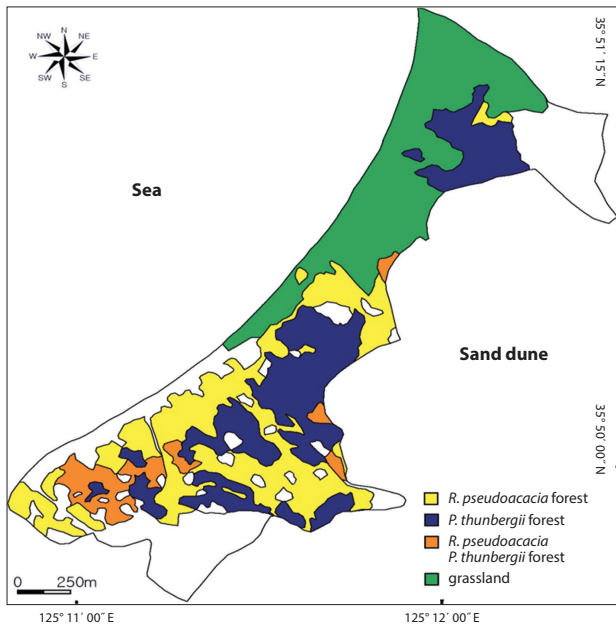 N
NW NE
W E
SW SE
S
35° 51´ 15˝N
Sea
Sand dune
35° 50´ 00˝N
R. pseudoacacia forest
P. thunbergii forest
R. pseudoacacia
P. thunbergii forest
grassland
0 250m
125° 11´ 00˝ E 125° 12´ 00˝ E